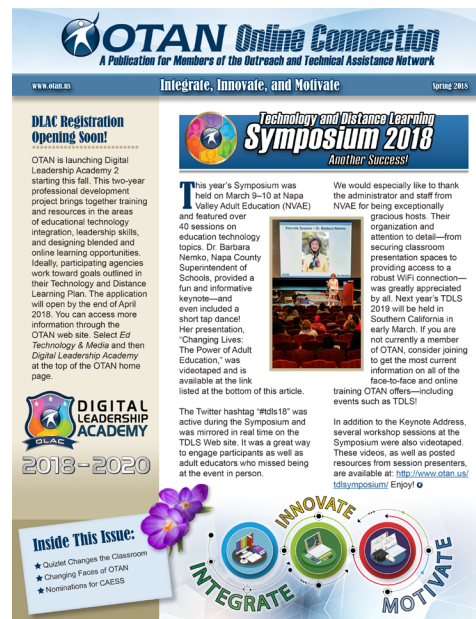 OTAN Online Connection
A Publication for Members of the Outreach and Technical Assistance Network
www.otan.us
Integrate, Innovate, and Motivate
Spring 2018
DLAC Registration
Opening Soon!
OTAN is launching Digital
Leadership Academy 2
starting this fall. This two-year
professional development
project brings together training
and resources in the areas
of educational technology
integration, leadership skills,
and designing blended and
online learning opportunities.
Ideally, participating agencies
work toward goals outlined in
their Technology and Distance
Learning Plan. The application
will open by the end of April
2018. You can access more
information through the
OTAN web site. Select Ed
Technology & Media and then
Digital Leadership Academy
at the top of the OTAN home
page.
DLAC
DIGITAL
LEADERSHIP
ACADEMY
2018-2020
Inside This Issue:
Quizlet Changes the Classroom
Changing Faces of OTAN
Nominations for CAESS
Technology and Distance Learning
Symposium 2018
Another Success!
This year's Symposium was
held on March 9–10 at Napa
Valley Adult Education (NVAE)
and featured over
40 sessions on
education technology
topics. Dr. Barbara
Nemko, Napa County
Superintendent of
Schools, provided a
fun and informative
keynote—and
even included a
short tap dance!
Her presentation,
"Changing Lives:
The Power of Adult
Education," was
videotaped and is
available at the link
listed at the bottom of this article.
The Twitter hashtag "#tdls18" was
active during the Symposium and
was mirrored in real time on the
TDLS Web site. It was a great way
to engage participants as well as
adult educators who missed being
at the event in person.
Keynote Speaker – Dr. Barbara Nemko
We would especially like to thank
the administrator and staff from
NVAE for being exceptionally
gracious hosts. Their
organization and
attention to detail—from
securing classroom
presentation spaces to
providing access to a
robust WiFi connection—
was greatly appreciated
by all. Next year's TDLS
2019 will be held in
Southern California in
early March. If you are
not currently a member
of OTAN, consider joining
to get the most current
information on all of the
face-to-face and online
training OTAN offers—including
events such as TDLS!
In addition to the Keynote Address,
several workshop sessions at the
Symposium were also videotaped.
These videos, as well as posted
resources from session presenters,
are available at: http://www.otan.us/
tdlsymposium/ Enjoy!
INTEGRATE
INNOVATE
MOTIVATE